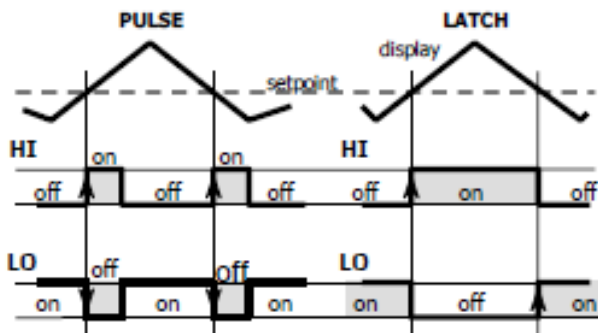 PULSE LATCH
display
setpoint
HI on on HI
off off off off on off
LO off off LO
on on on on off on